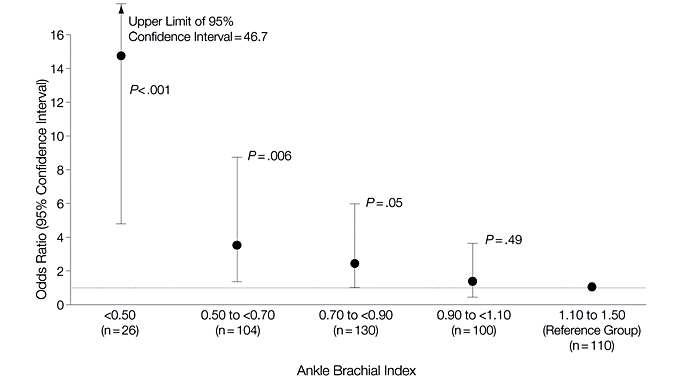 Upper Limit of 95%
Confidence Interval = 46.7
P < .001
P = .006
P = .05
P = .49
Odds Ratio (95% Confidence Interval)
16
14
12
10
8
6
4
2
0
<0.50
(n = 26)
0.50 to <0.70
(n = 104)
0.70 to <0.90
(n = 130)
0.90 to <1.10
(n = 100)
1.10 to 1.50
(Reference Group)
(n = 110)
Ankle Brachial Index